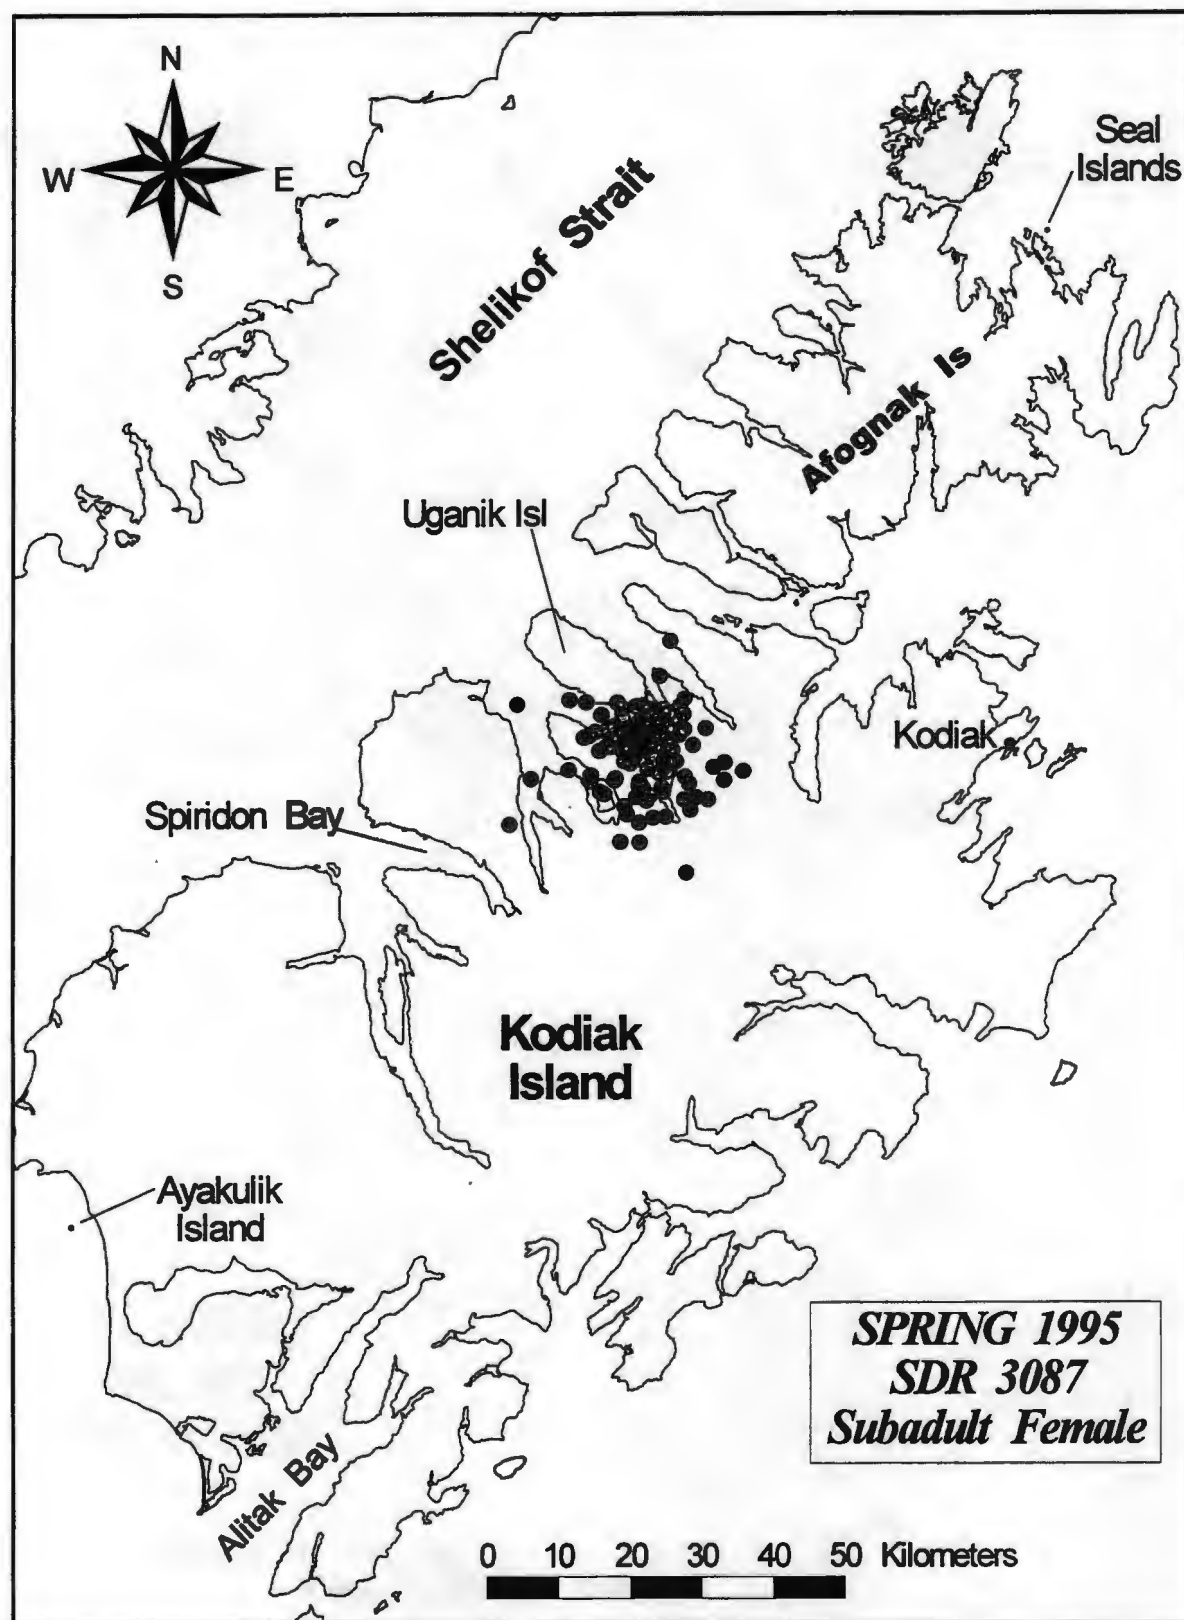 N
W E
S
Seal
Islands
Shelikof Strait
Afognak Is
Uganik Isl
Kodiak
Spiridon Bay
Kodiak
Island
Ayakulik
Island
Alitak Bay
SPRING 1995
SDR 3087
Subadult Female
0 10 20 30 40 50 Kilometers